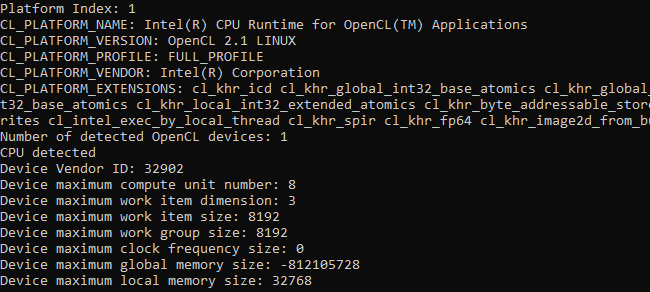 Platform Index: 1
CL_PLATFORM_NAME: Intel(R) CPU Runtime for OpenCL(TM) Applications
CL_PLATFORM_VERSION: OpenCL 2.1 LINUX
CL_PLATFORM_PROFILE: FULL_PROFILE
CL_PLATFORM_VENDOR: Intel(R) Corporation
CL_PLATFORM_EXTENSIONS: cl_khr_icd cl_khr_global_int32_base_atomics cl_khr_global_
t32_base_atomics cl_khr_local_int32_extended_atomics cl_khr_byte_addressable_stor
rites cl_intel_exec_by_local_thread cl_khr_spir cl_khr_fp64 cl_khr_image2d_from_bu
Number of detected OpenCL devices: 1
CPU detected
Device Vendor ID: 32902
Device maximum compute unit number: 8
Device maximum work item dimension: 3
Device maximum work item size: 8192
Device maximum work group size: 8192
Device maximum clock frequency size: 0
Device maximum global memory size: -812105728
Device maximum local memory size: 32768